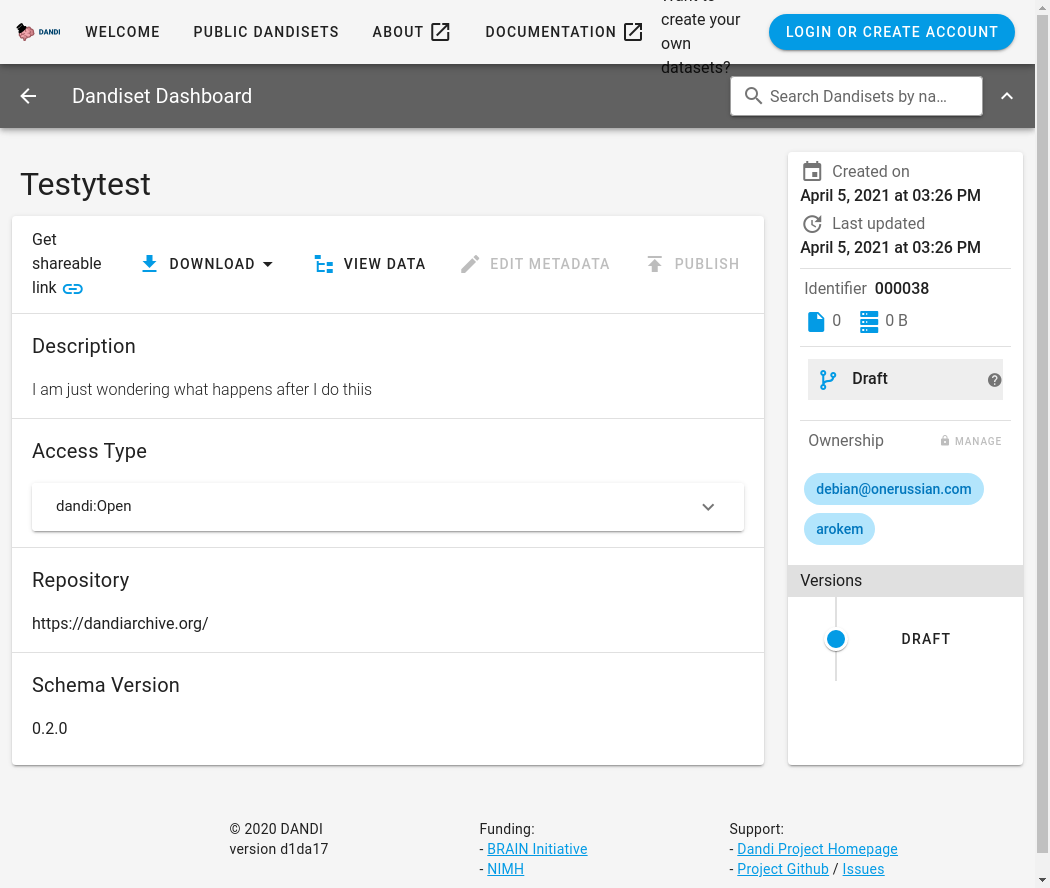 DANDI
WELCOME
PUBLIC DANDISETS
ABOUT
DOCUMENTATION
create your
own
datasets?
LOGIN OR CREATE ACCOUNT
Dandiset Dashboard
Search Dandisets by na…
Testytest
Get
shareable
link
DOWNLOAD
VIEW DATA
EDIT METADATA
PUBLISH
Description
I am just wondering what happens after I do thiis
Access Type
dandi:Open
Repository
https://dandiarchive.org/
Schema Version
0.2.0
Created on
April 5, 2021 at 03:26 PM
Last updated
April 5, 2021 at 03:26 PM
Identifier 000038
0 0 B
Draft
Ownership MANAGE
debian@onerussian.com
arokem
Versions
DRAFT
© 2020 DANDI
version d1da17
Funding:
- BRAIN Initiative
- NIMH
Support:
- Dandi Project Homepage
- Project Github / Issues